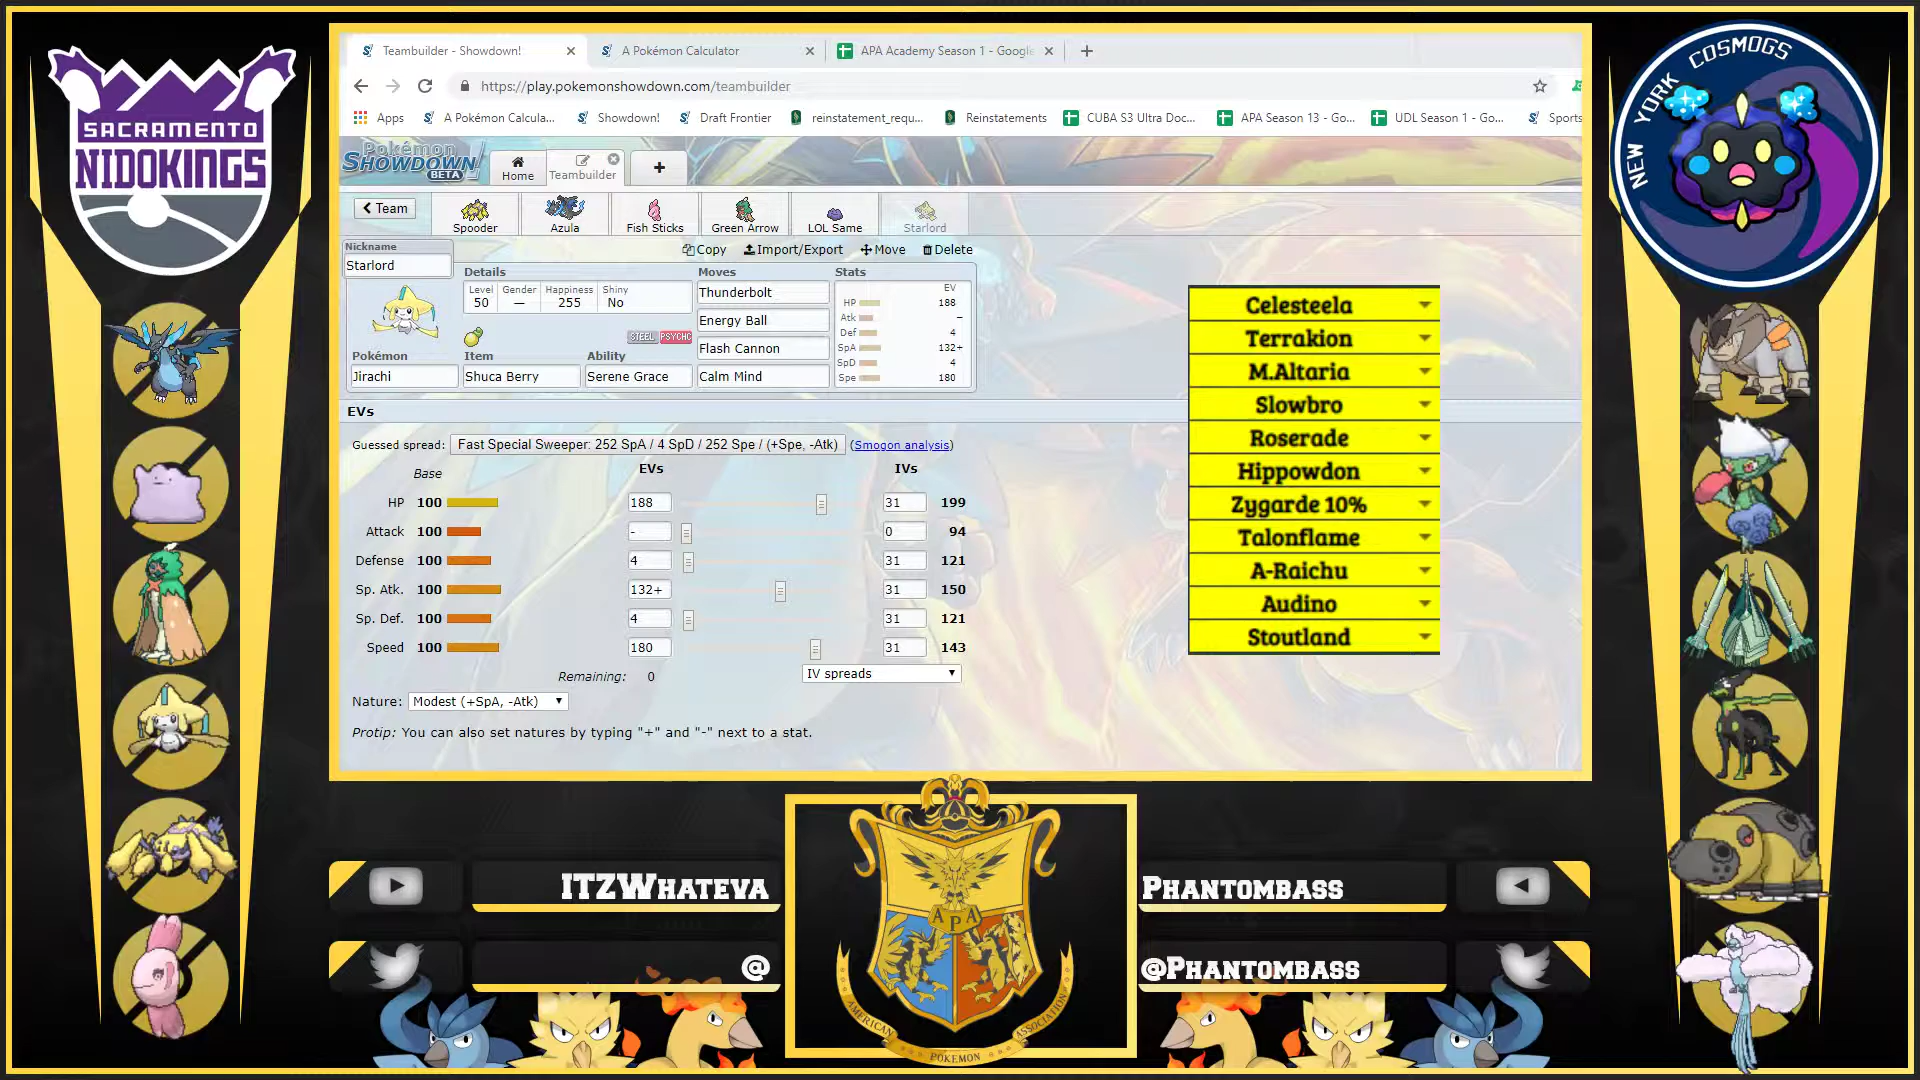 SACRAMENTO
NIDOKINGS
NEW YORK COSMOGS
Teambuilder - Showdown!
A Pokémon Calculator
APA Academy Season 1 - Google
https://play.pokemonshowdown.com/teambuilder
Apps
A Pokémon Calcula...
Showdown!
Draft Frontier
reinstatement_requ...
Reinstatements
CUBA S3 Ultra Doc...
APA Season 13 - Go...
UDL Season 1 - Go...
Sports
Pokémon
SHOWDOWN
BETA
Home
Teambuilder
Team
Spooder
Azula
Fish Sticks
Green Arrow
LOL Same
Starlord
Copy
Import/Export
Move
Delete
Nickname
Starlord
Details
Level
50
Gender
—
Happiness
255
Shiny
No
STEEL PSYCHC
Pokémon
Jirachi
Item
Shuca Berry
Ability
Serene Grace
Moves
Thunderbolt
Energy Ball
Flash Cannon
Calm Mind
Stats
EV
HP 188
Atk –
Def 4
SpA 132+
SpD 4
Spe 180
EVs
Guessed spread: Fast Special Sweeper: 252 SpA / 4 SpD / 252 Spe / (+Spe, -Atk) (Smogon analysis)
Base EVs IVs
HP 100 188 31 199
Attack 100 - 0 94
Defense 100 4 31 121
Sp. Atk. 100 132+ 31 150
Sp. Def. 100 4 31 121
Speed 100 180 31 143
Remaining: 0
IV spreads
Nature: Modest (+SpA, -Atk)
Protip: You can also set natures by typing "+" and "-" next to a stat.
Celesteela
Terrakion
M.Altaria
Slowbro
Roserade
Hippowdon
Zygarde 10%
Talonflame
A-Raichu
Audino
Stoutland
ITZWHATEVA
@
APA
AMERICAN POKEMON ASSOCIATION
PHANTOMBASS
@PHANTOMBASS